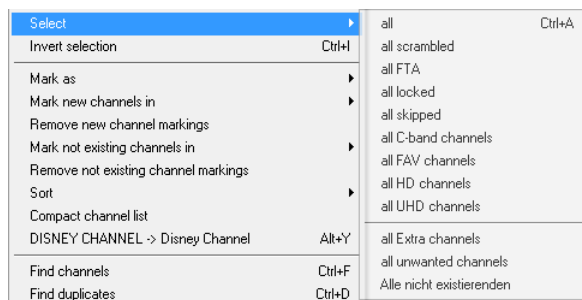 Select
Invert selection Ctrl+I
Mark as
Mark new channels in
Remove new channel markings
Mark not existing channels in
Remove not existing channel markings
Sort
Compact channel list
DISNEY CHANNEL -> Disney Channel Alt+Y
Find channels Ctrl+F
Find duplicates Ctrl+D
all Ctrl+A
all scrambled
all FTA
all locked
all skipped
all C-band channels
all FAV channels
all HD channels
all UHD channels
all Extra channels
all unwanted channels
Alle nicht existierenden